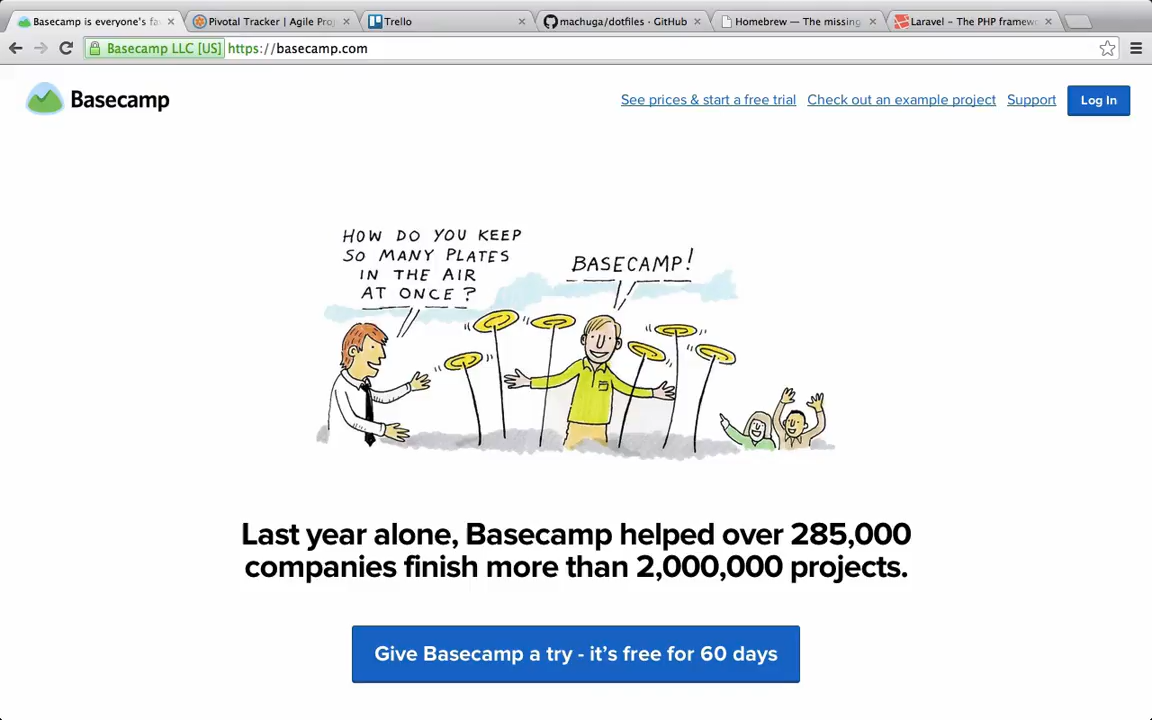 Basecamp is everyone's fa
Pivotal Tracker | Agile Proj
Trello
machuga/dotfiles · GitHub
Homebrew — The missing
Laravel - The PHP framewo
Basecamp LLC [US] https://basecamp.com
Basecamp
See prices & start a free trial Check out an example project Support Log In
HOW DO YOU KEEP
SO MANY PLATES
IN THE AIR
AT ONCE?
BASECAMP!
Last year alone, Basecamp helped over 285,000
companies finish more than 2,000,000 projects.
Give Basecamp a try - it's free for 60 days